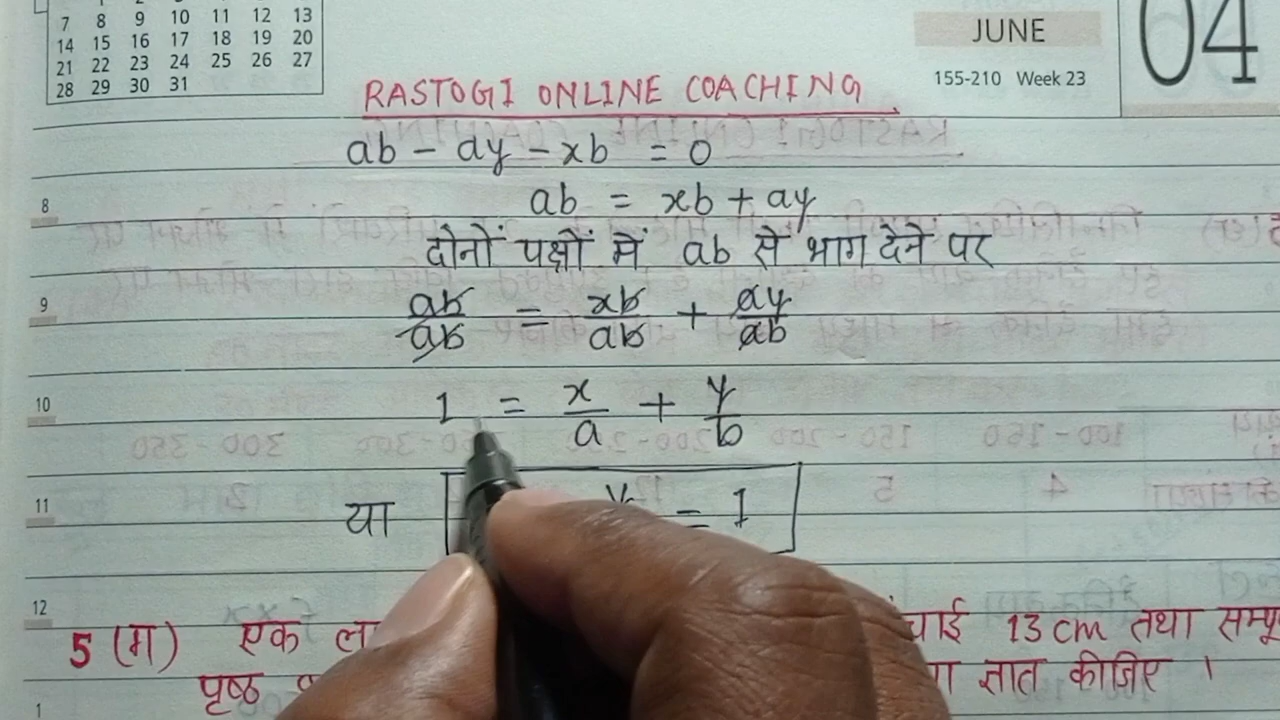 7 8 9 10 11 12 13
14 15 16 17 18 19 20
21 22 23 24 25 26 27
28 29 30 31
JUNE
04
155-210 Week 23
RASTOGI ONLINE COACHING
ab - ay - xb = 0
8
ab = xb + ay
दोनों पक्षों में ab से भाग देने पर
9
ab/ab = xb/ab + ay/ab
10
1 = x/a + y/b
11
या y = 1
12
5 (ग) एक चाई 13 cm तथा
पृष्ठ ज्ञात कीजिए ।
1